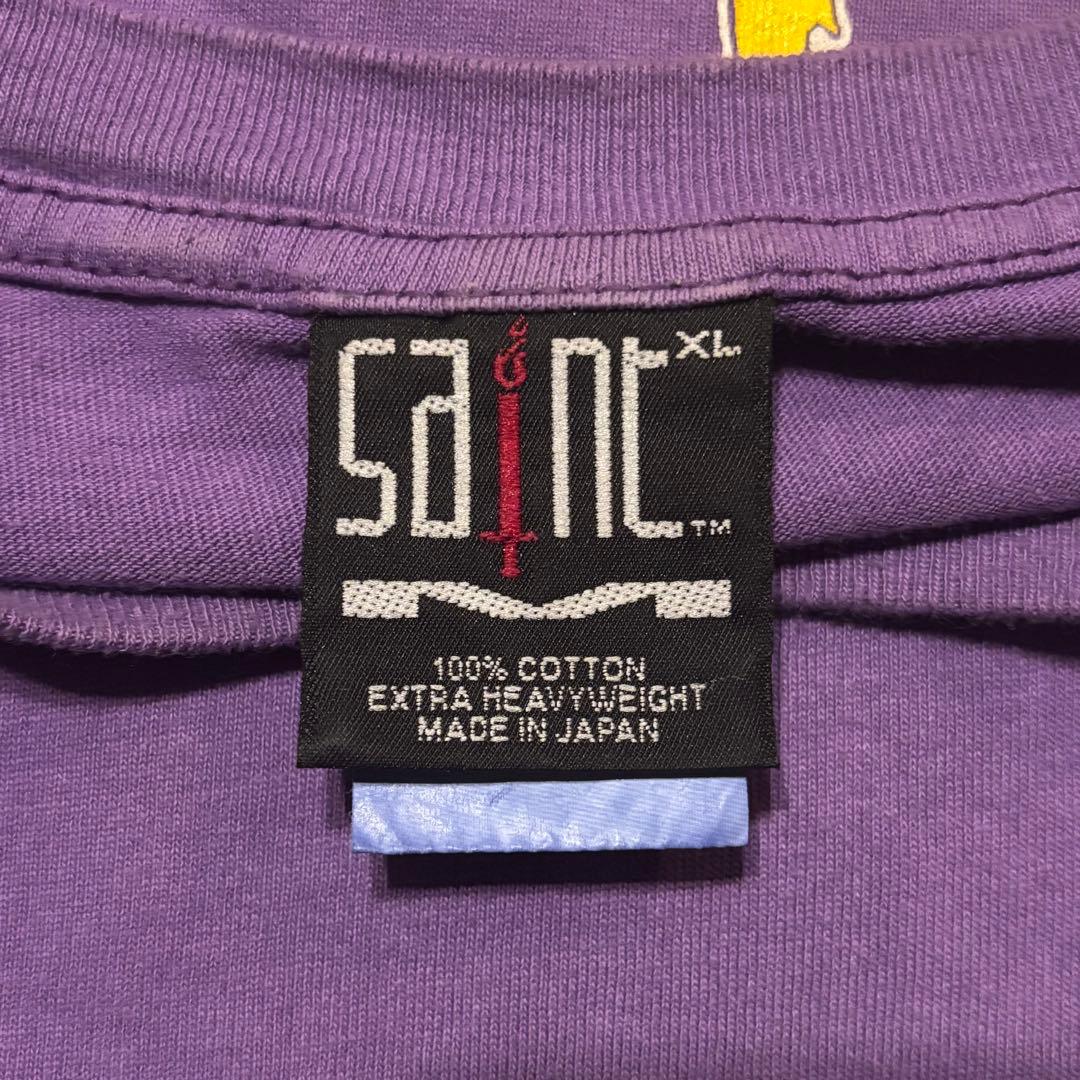 SaINt XL
TM
100% COTTON
EXTRA HEAVYWEIGHT
MADE IN JAPAN